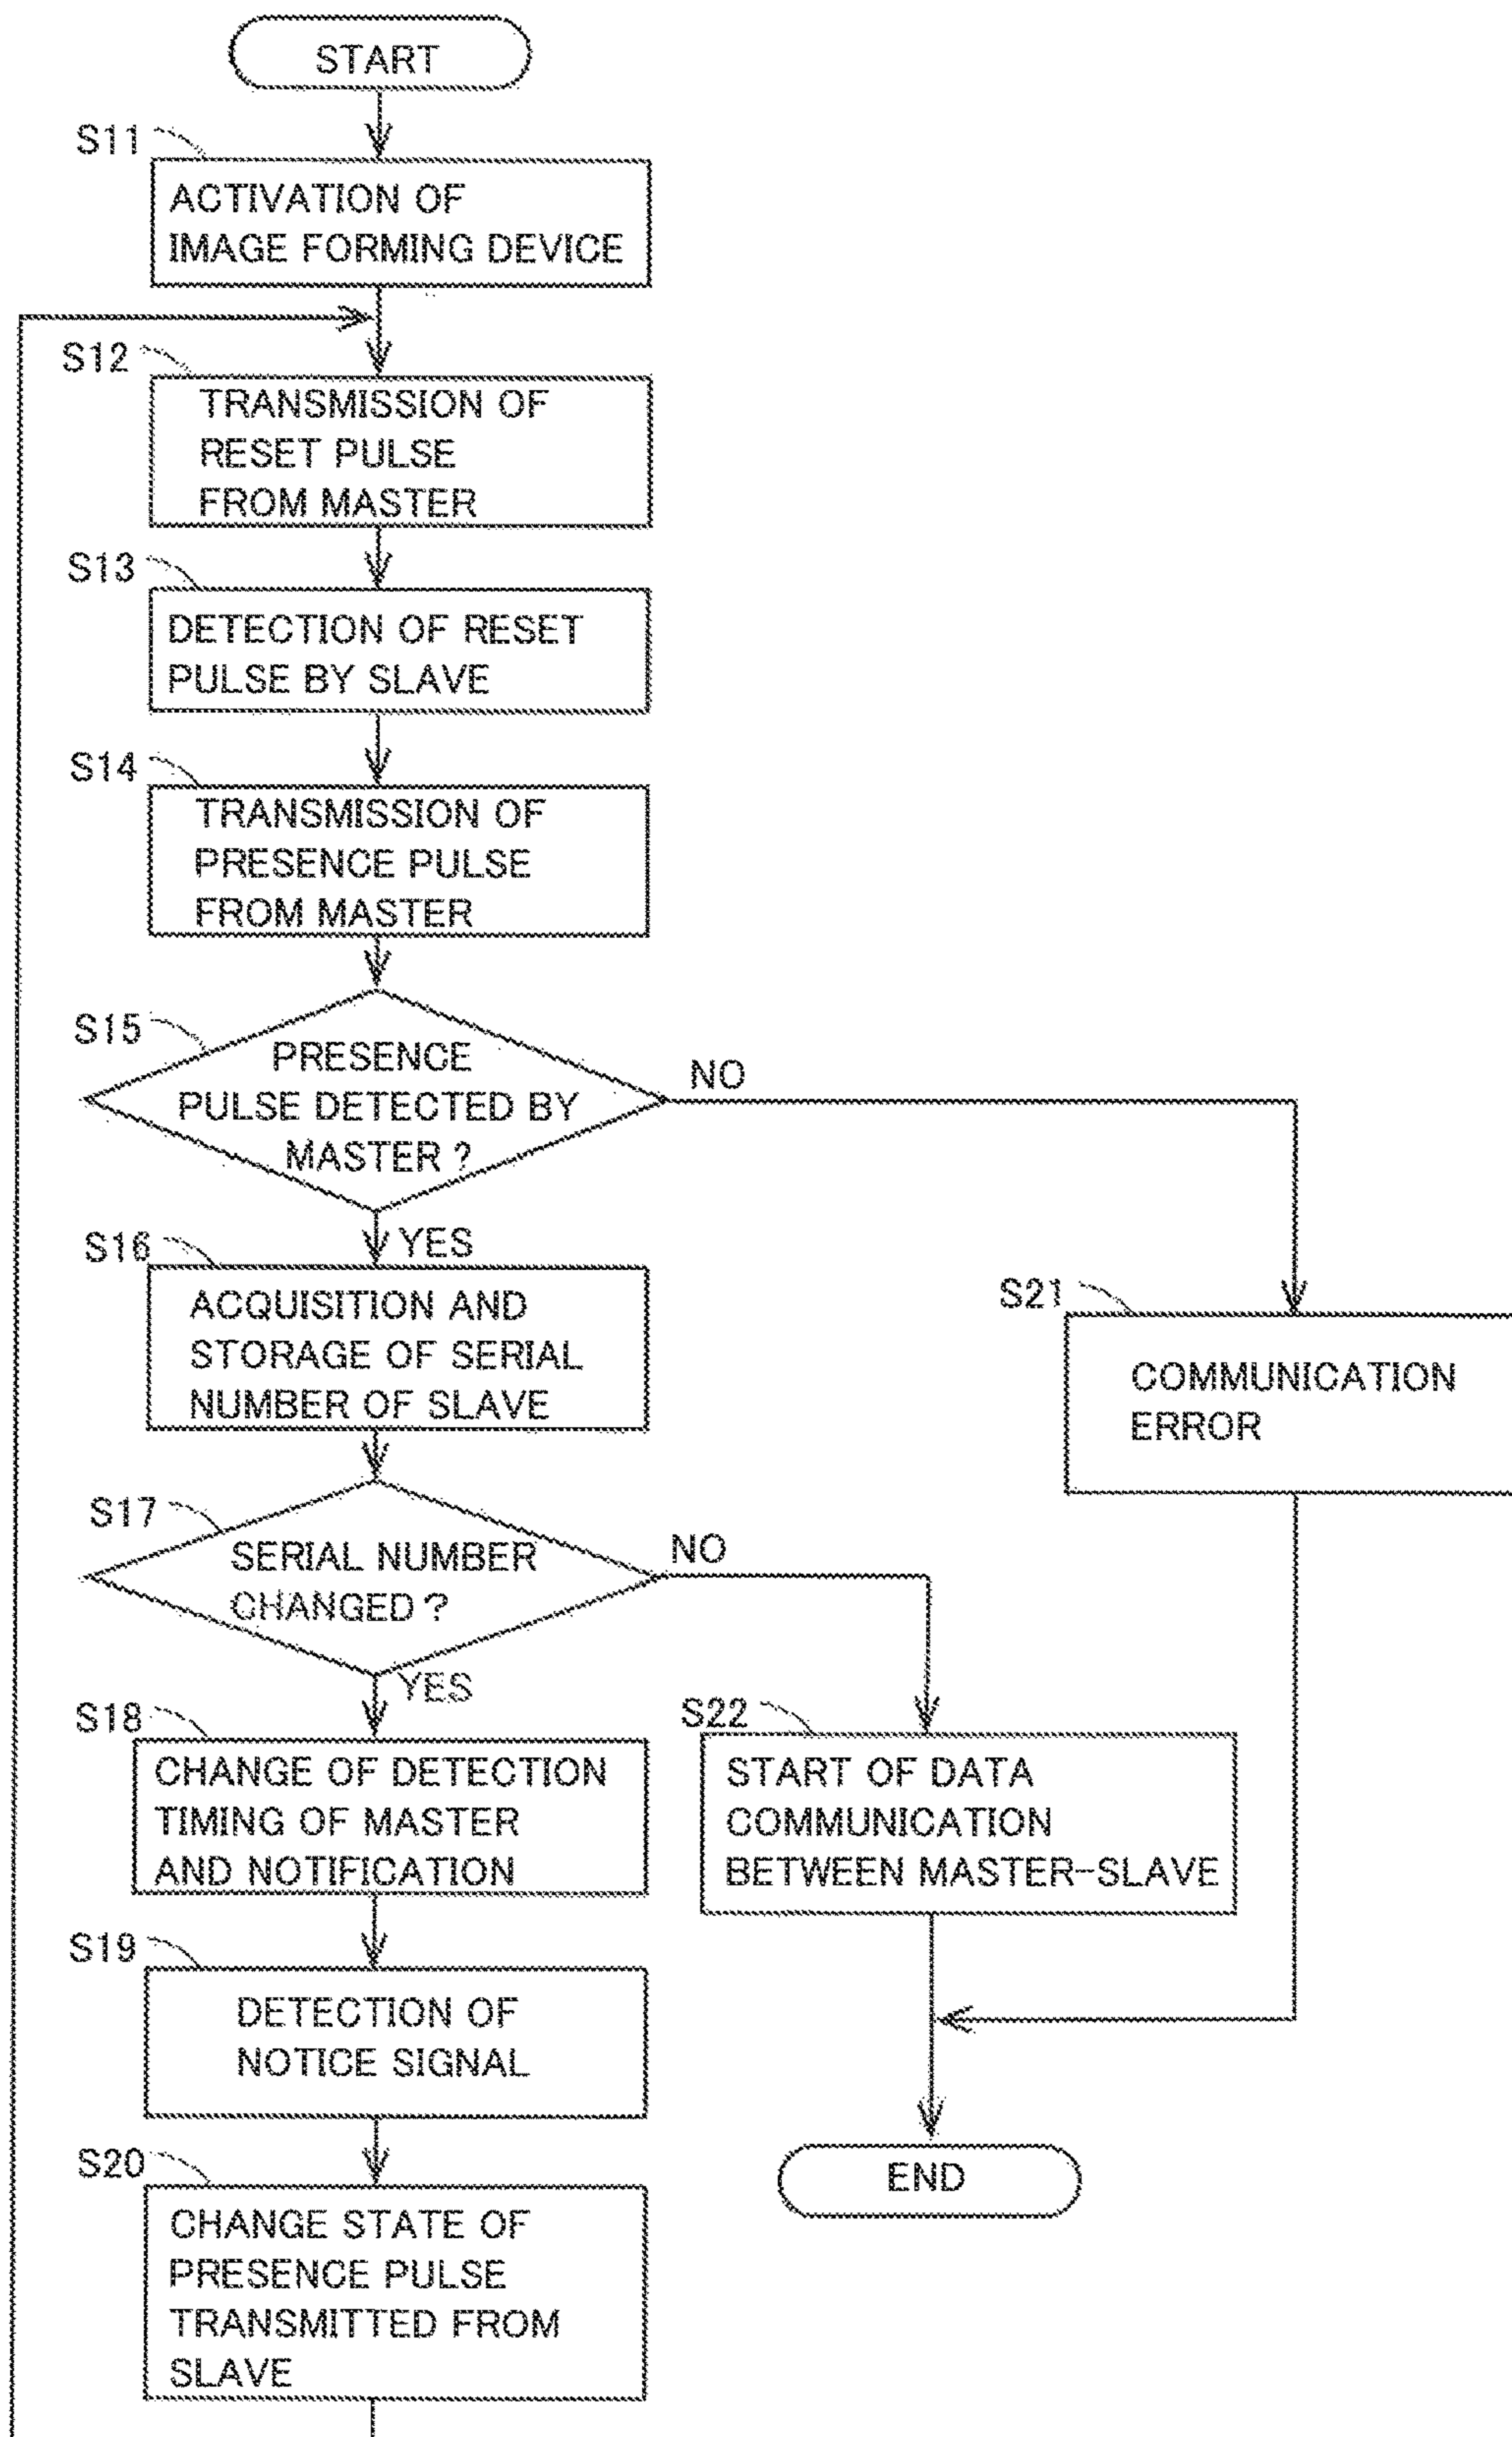 START
S11
ACTIVATION OF
IMAGE FORMING DEVICE
S12
TRANSMISSION OF
RESET PULSE
FROM MASTER
S13
DETECTION OF RESET
PULSE BY SLAVE
S14
TRANSMISSION OF
PRESENCE PULSE
FROM MASTER
S15
PRESENCE
PULSE DETECTED BY
MASTER ?
NO
YES
S16
ACQUISITION AND
STORAGE OF SERIAL
NUMBER OF SLAVE
S21
COMMUNICATION
ERROR
S17
SERIAL NUMBER
CHANGED ?
NO
YES
S18
CHANGE OF DETECTION
TIMING OF MASTER
AND NOTIFICATION
S22
START OF DATA
COMMUNICATION
BETWEEN MASTER-SLAVE
S19
DETECTION OF
NOTICE SIGNAL
S20
CHANGE STATE OF
PRESENCE PULSE
TRANSMITTED FROM
SLAVE
END